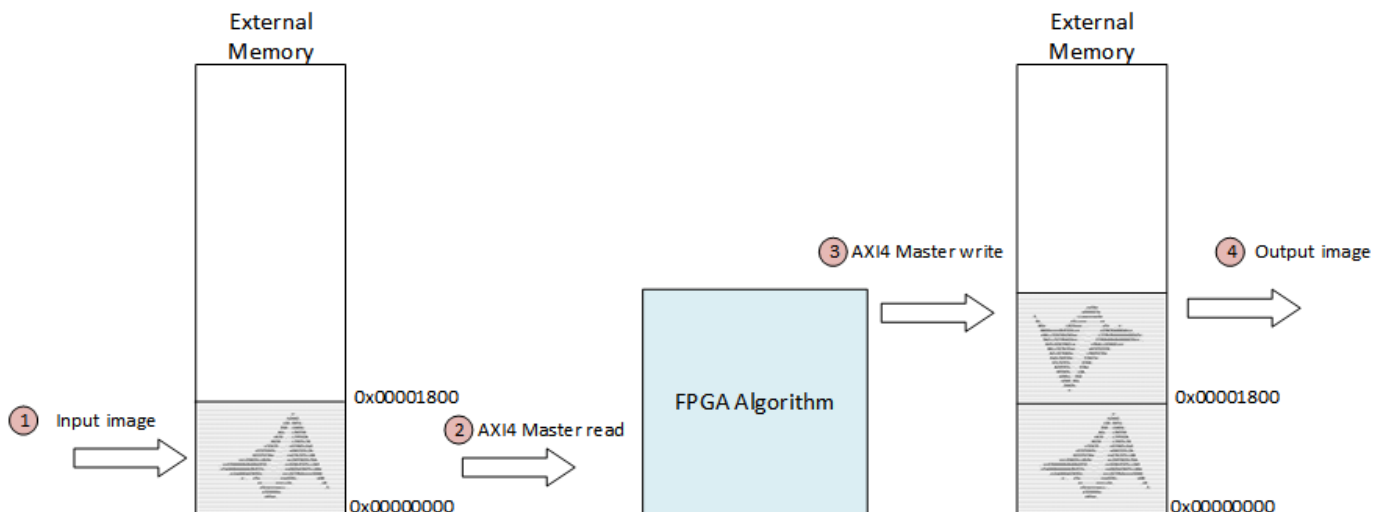 External
Memory
External
Memory
3 AXI4 Master write
4 Output image
0x00001800
0x00001800
FPGA Algorithm
1 Input image
2 AXI4 Master read
0x00000000
0x00000000